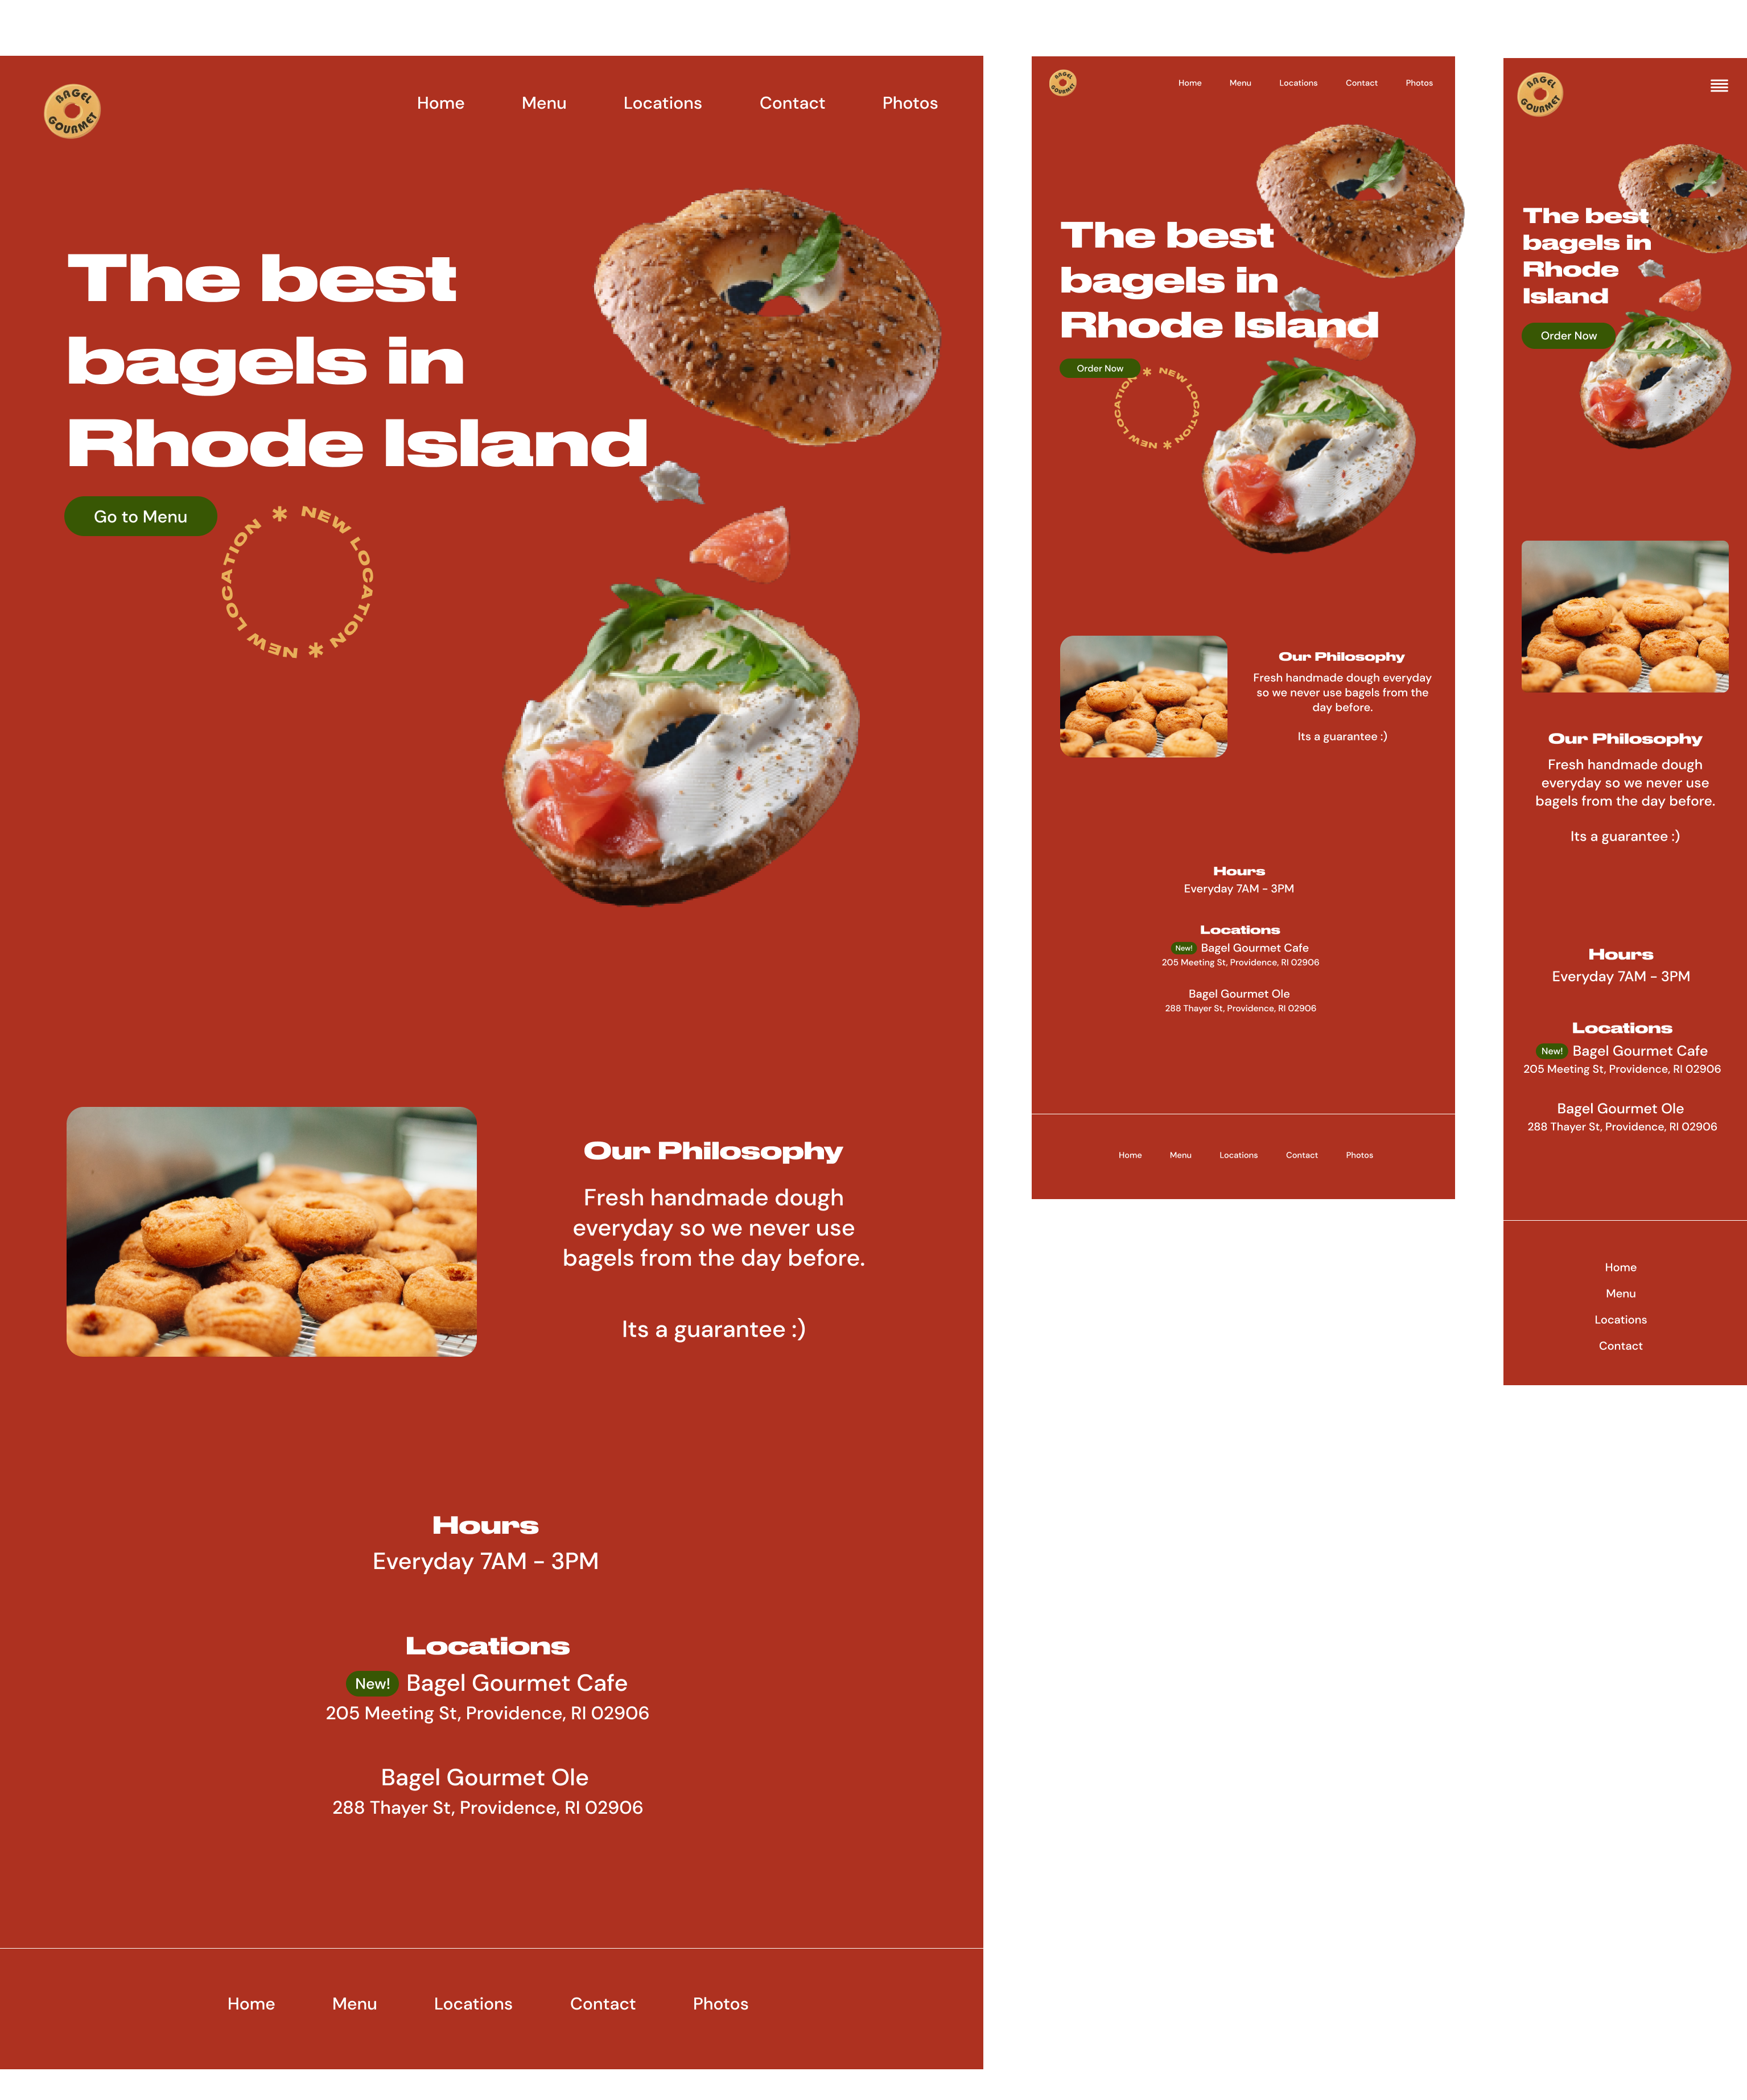 BAGEL
GOURMET
Home Menu Locations Contact Photos
The best
bagels in
Rhode Island
Go to Menu
* NEW LOCATION * NEW LOCATION
Our Philosophy
Fresh handmade dough
everyday so we never use
bagels from the day before.
Its a guarantee :)
Hours
Everyday 7AM - 3PM
Locations
New! Bagel Gourmet Cafe
205 Meeting St, Providence, RI 02906
Bagel Gourmet Ole
288 Thayer St, Providence, RI 02906
Home Menu Locations Contact Photos
BAGEL
GOURMET
Home Menu Locations Contact Photos
The best
bagels in
Rhode Island
Order Now
* NEW LOCATION * NEW LOCATION
Our Philosophy
Fresh handmade dough everyday
so we never use bagels from the
day before.
Its a guarantee :)
Hours
Everyday 7AM - 3PM
Locations
New! Bagel Gourmet Cafe
205 Meeting St, Providence, RI 02906
Bagel Gourmet Ole
288 Thayer St, Providence, RI 02906
Home Menu Locations Contact Photos
BAGEL
GOURMET
The best
bagels in
Rhode
Island
Order Now
Our Philosophy
Fresh handmade dough
everyday so we never use
bagels from the day before.
Its a guarantee :)
Hours
Everyday 7AM - 3PM
Locations
New! Bagel Gourmet Cafe
205 Meeting St, Providence, RI 02906
Bagel Gourmet Ole
288 Thayer St, Providence, RI 02906
Home
Menu
Locations
Contact